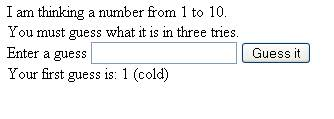 I am thinking a number from 1 to 10.
You must guess what it is in three tries.
Enter a guess Guess it
Your first guess is: 1 (cold)